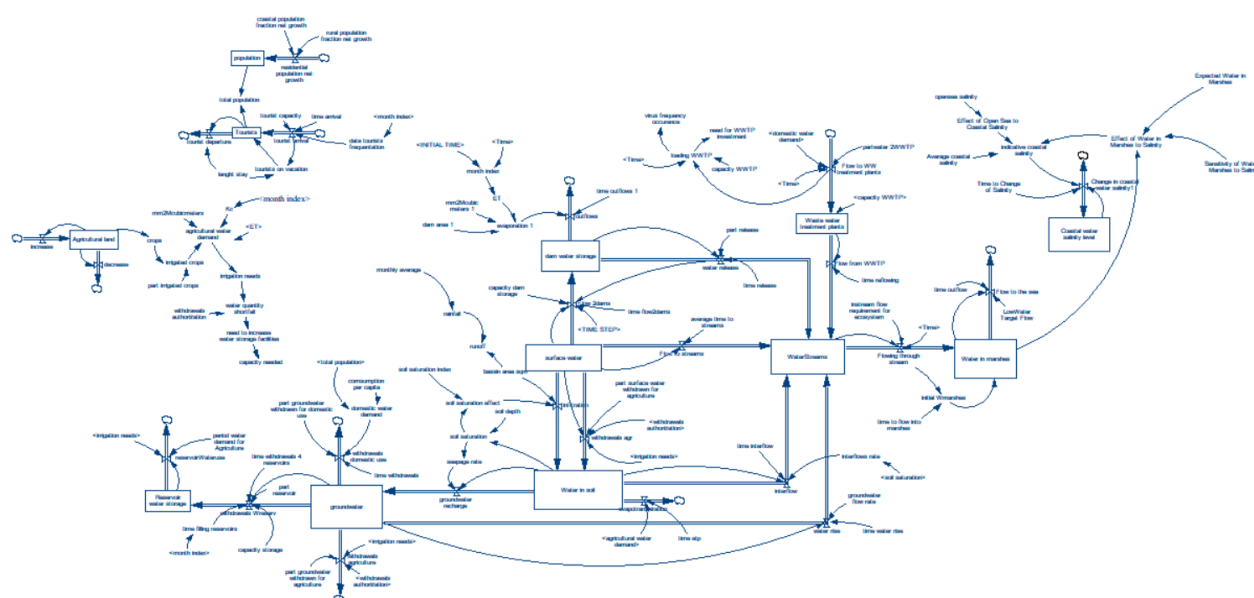 coastal population
fraction net growth
rural population
fraction net growth
population
residential
population net
growth
total population
tourist capacity
time arrival
<month index>
Tourists
tourist departure
tourist arrival
data tourists
frequentation
tourists on vacation
lenght stay
<month index>
mm2Mcubicmeters
Kc
agricultural water
demand
<ET>
Agricultural land
increase
decrease
crops
irrigated crops
part irrigated crops
irrigation needs
withdrawals
authoritzation
water quantity
shortfall
need to increase
water storage facilities
capacity needed
<INITIAL TIME>
<Time>
month index
ET
mm2Mcubic
meters 1
dam area 1
evaporation 1
time outflows 1
outflows
dam water storage
part release
water release
time release
monthly average
capacity dam
storage
time flow2dams
<TIME STEP>
average time to
streams
rainfall
runoff
bassin area sqm
surface water
Flow to streams
WaterStreams
virus frequency
occurence
need for WWTP
investment
<Time>
loading WWTP
capacity WWTP
<domestic water
demand>
partwater 2WWTP
Flow to WW
treatment plants
<Time>
<capacity WWTP>
Waste water
treatment plants
Flow from WWTP
time reflowing
instream flow
requirement for
ecosystem
<Time>
Flowing through
stream
initial Wmarshes
time to flow into
marshes
time outflow
Flow to the sea
LowWater
Target Flow
Water in marshes
Expected Water in
Marshes
opensea salinity
Effect of Open Sea to
Coastal Salinity
indicative coastal
salinity
Average coastal
salinity
Effect of Water in
Marshes to Salinity
Time to Change
of Salinity
Change in coastal
water salinity1
Sensitivity of Water
Marshes to Salin
Coastal water
salinity level
soil saturation index
soil saturation effect
soil depth
infiltration
soil saturation
seepage rate
part surface water
withdrawn for
agriculture
<withdrawals
authoritzation>
withdrawals agr
<irrigation needs>
Water in soil
groundwater
recharge
evapotranspiration
<agricultural water
demand>
time etp
time interflow
interflow
interflows rate
<soil saturation>
groundwater
flow rate
water rise
time water rise
<total population>
comsumption
per capita
part groundwater
withdrawn for domestic
use
domestic water
demand
withdrawals
domestic use
time withdrawals
<irrigation needs>
period water
demand for
Agriculture
reservoirWateruse
time withdrawals 4
reservoirs
part
reservoir
Reservoir
water storage
withdrawals Wreserv
groundwater
time filling reservoirs
<month index>
capacity storage
withdrawals
agriculture
<irrigation needs>
part groundwater
withdrawn for
agriculture
<withdrawals
authoritzation>